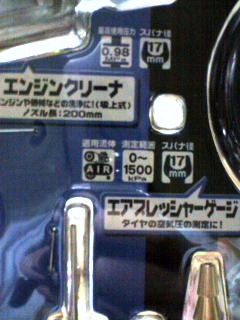 最高使用圧力 スパナ径
0.98
MPa
17
mm
エンジンクリーナ
エンジンや機械などの洗浄に!(吸上式)
ノズル長:200mm
適用流体 測定範囲 スパナ径
AIR
0~
1500
kPa
17
mm
エアプレッシャーゲージ
タイヤの空気圧の測定に!